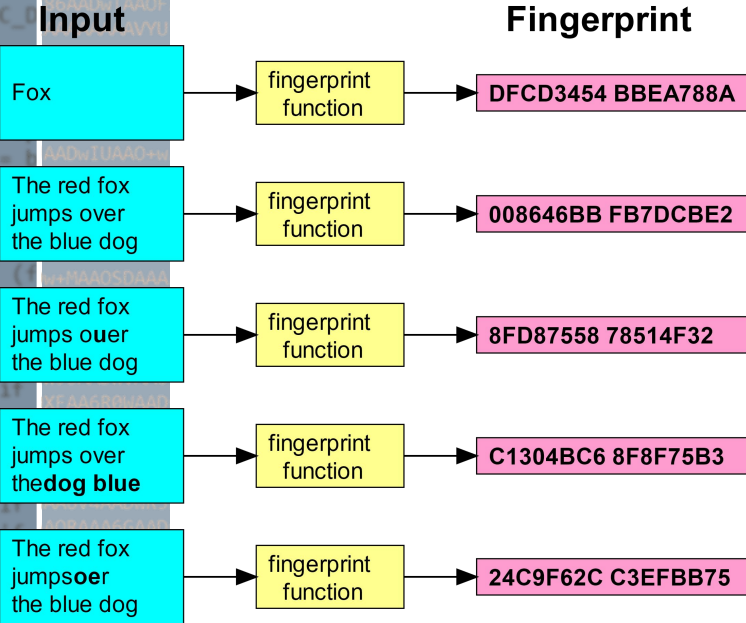 Input
Fingerprint
Fox
fingerprint
function
DFCD3454 BBEA788A
AADwIUAAO+w
The red fox
jumps over
the blue dog
fingerprint
function
008646BB FB7DCBE2
w+MAAOSDAAA
The red fox
jumps ouer
the blue dog
fingerprint
function
8FD87558 78514F32
The red fox
jumps over
thedog blue
fingerprint
function
C1304BC6 8F8F75B3
The red fox
jumpsoer
the blue dog
fingerprint
function
24C9F62C C3EFBB75